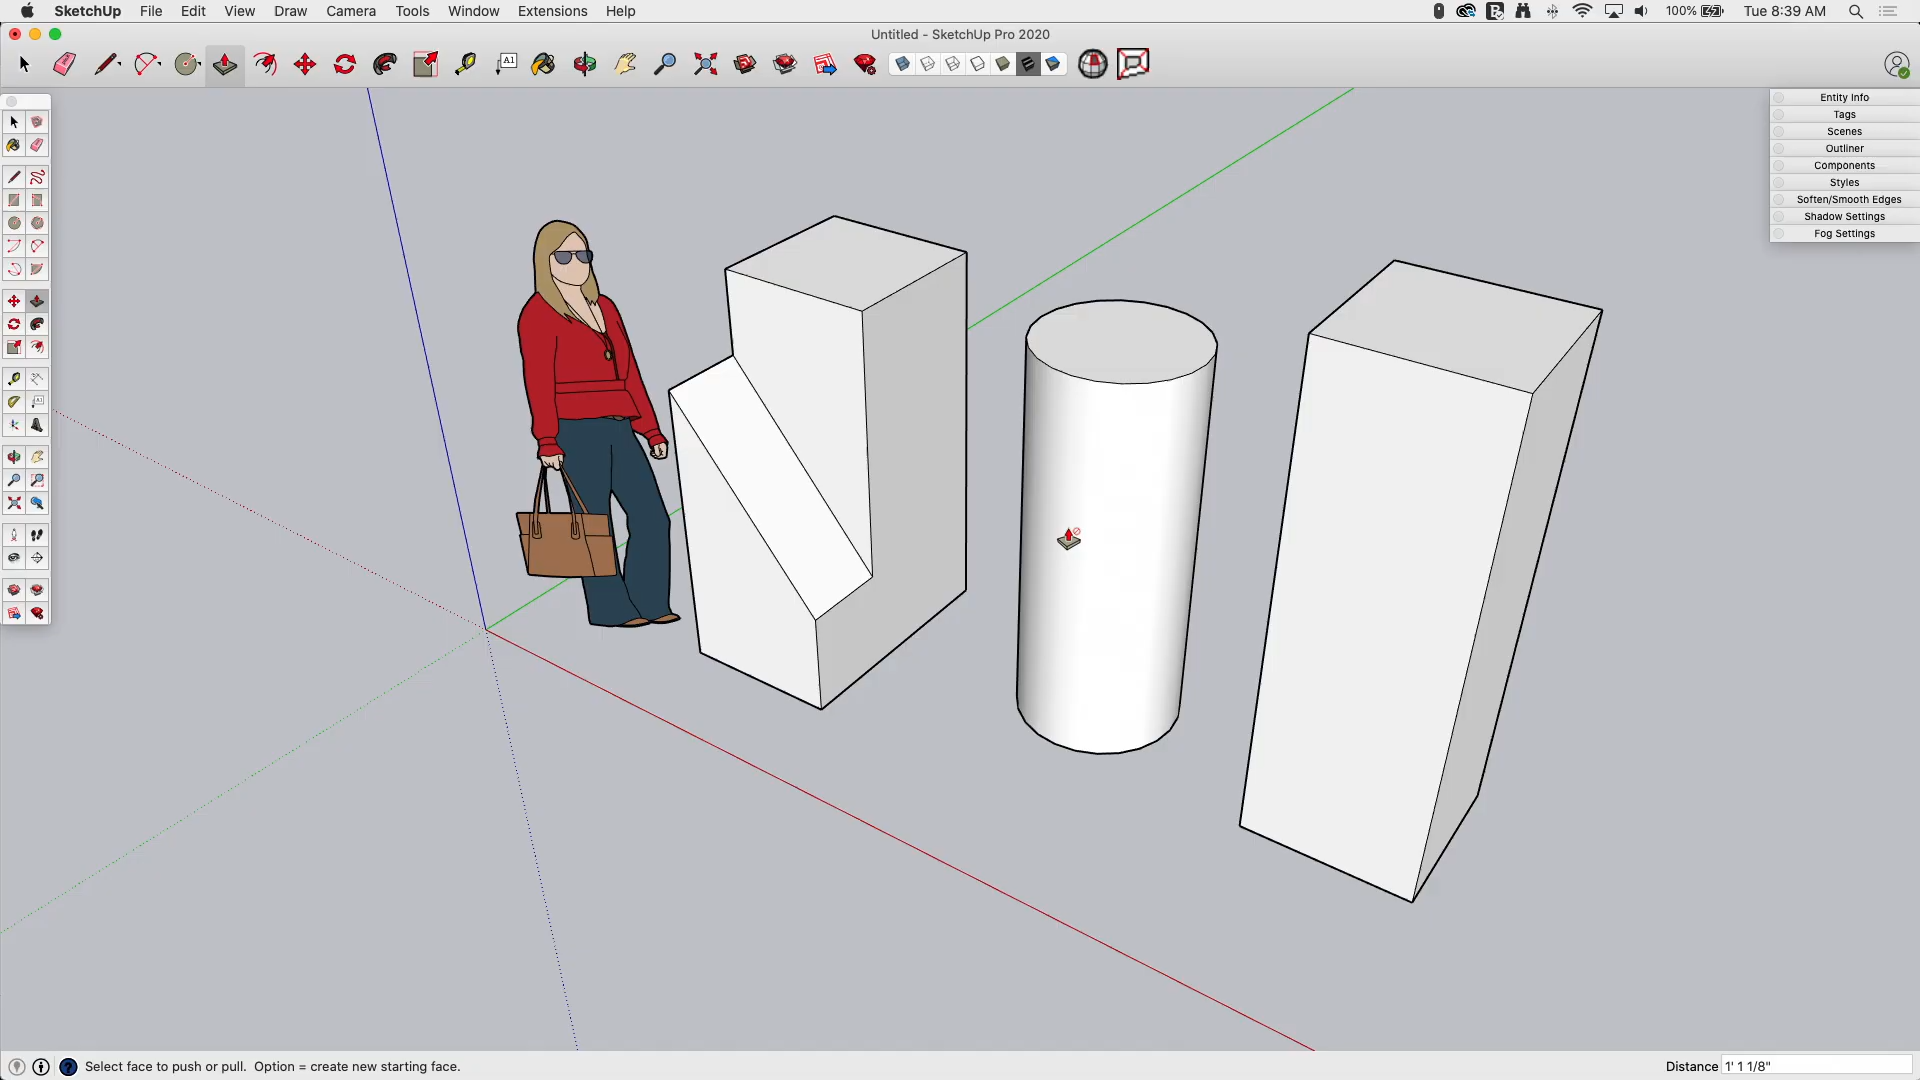 SketchUp File Edit View Draw Camera Tools Window Extensions Help 100% Tue 8:39 AM
Untitled - SketchUp Pro 2020
A1
Entity Info
Tags
Scenes
Outliner
Components
Styles
Soften/Smooth Edges
Shadow Settings
Fog Settings
Select face to push or pull. Option = create new starting face. Distance 1' 1 1/8"